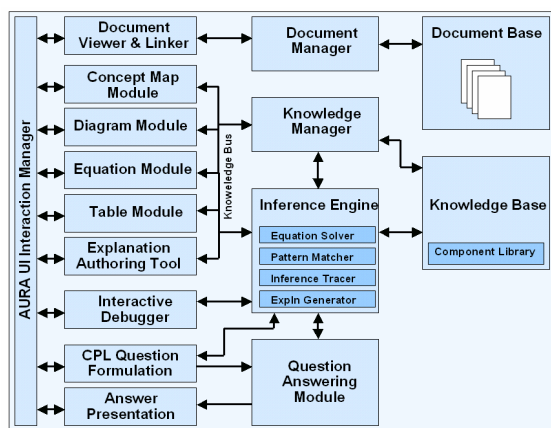 AURA UI Interaction Manager
Document
Viewer & Linker
Document
Manager
Document Base
Concept Map
Module
Diagram Module
Equation Module
Table Module
Explanation
Authoring Tool
Knoweledge Bus
Knowledge
Manager
Inference Engine
Equation Solver
Pattern Matcher
Inference Tracer
Expln Generator
Knowledge Base
Component Library
Interactive
Debugger
CPL Question
Formulation
Answer
Presentation
Question
Answering
Module